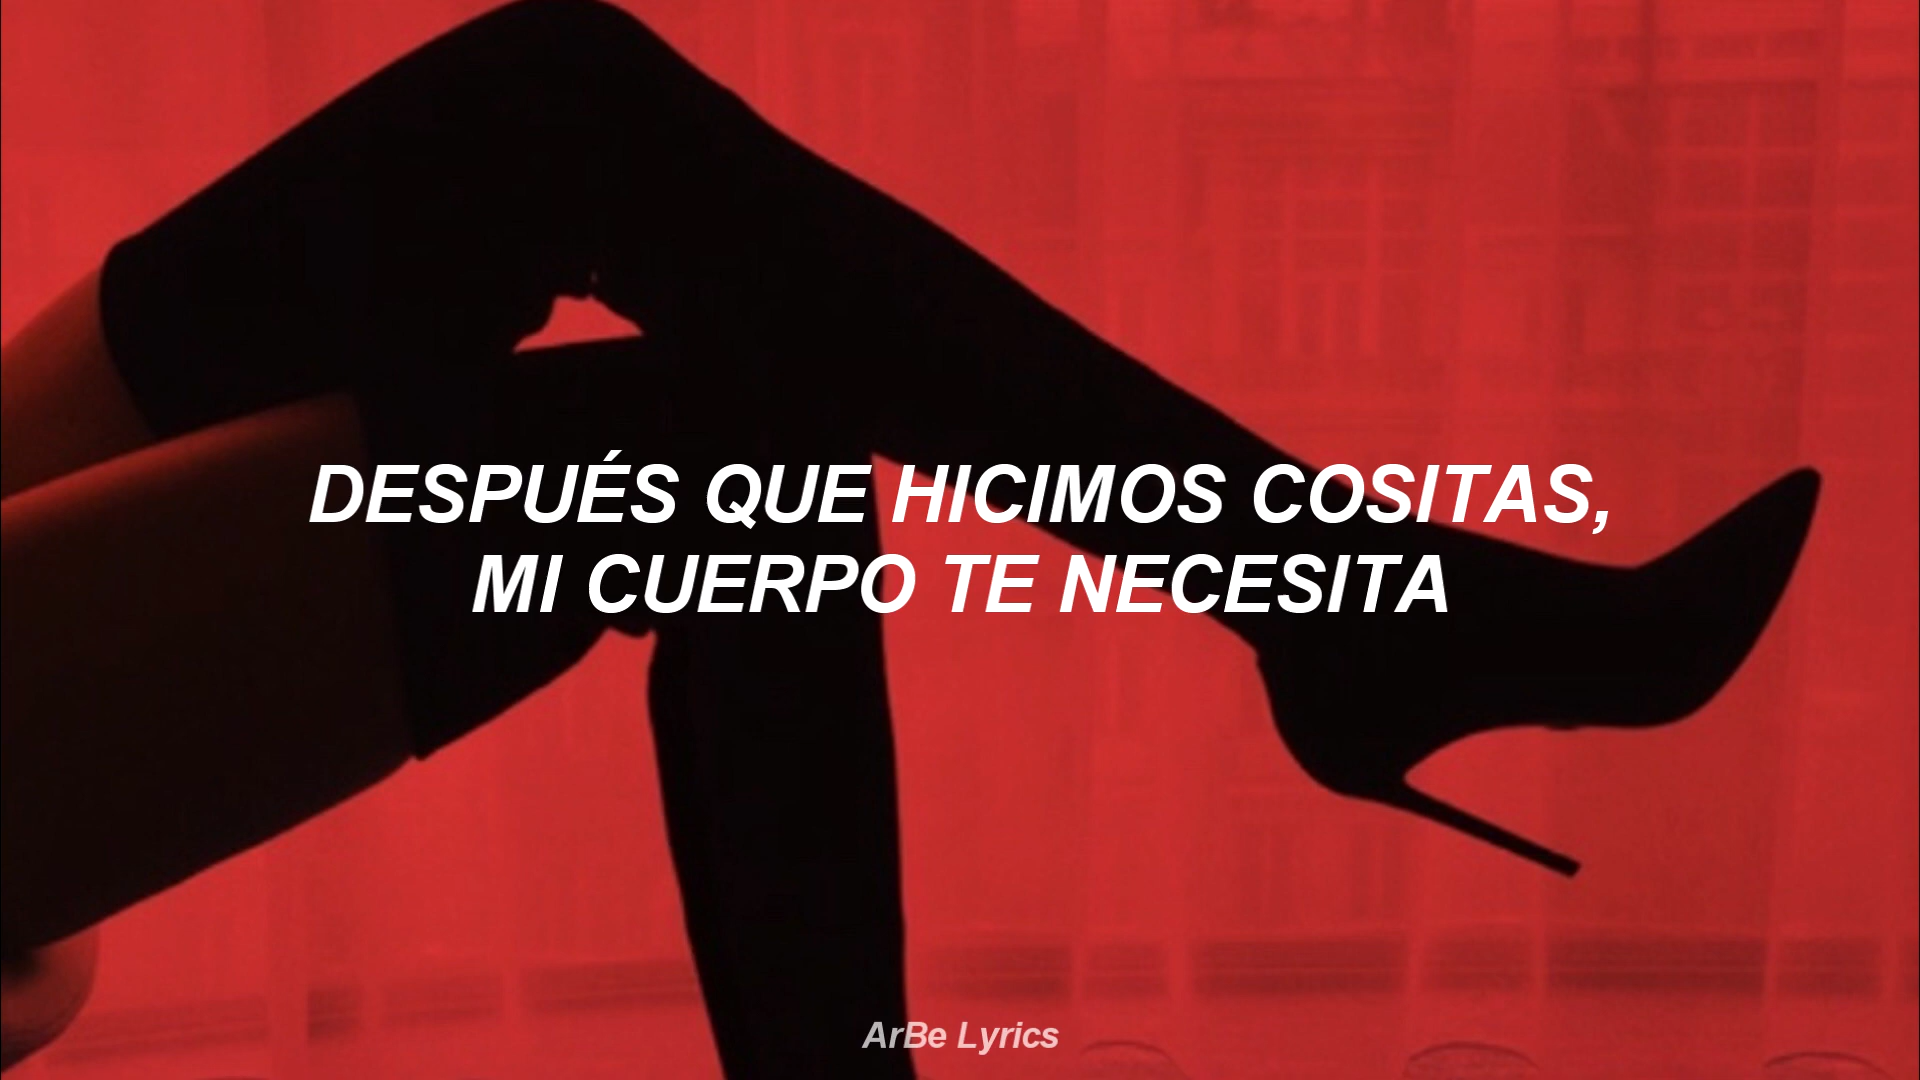 DESPUÉS QUE HICIMOS COSITAS,
MI CUERPO TE NECESITA
ArBe Lyrics